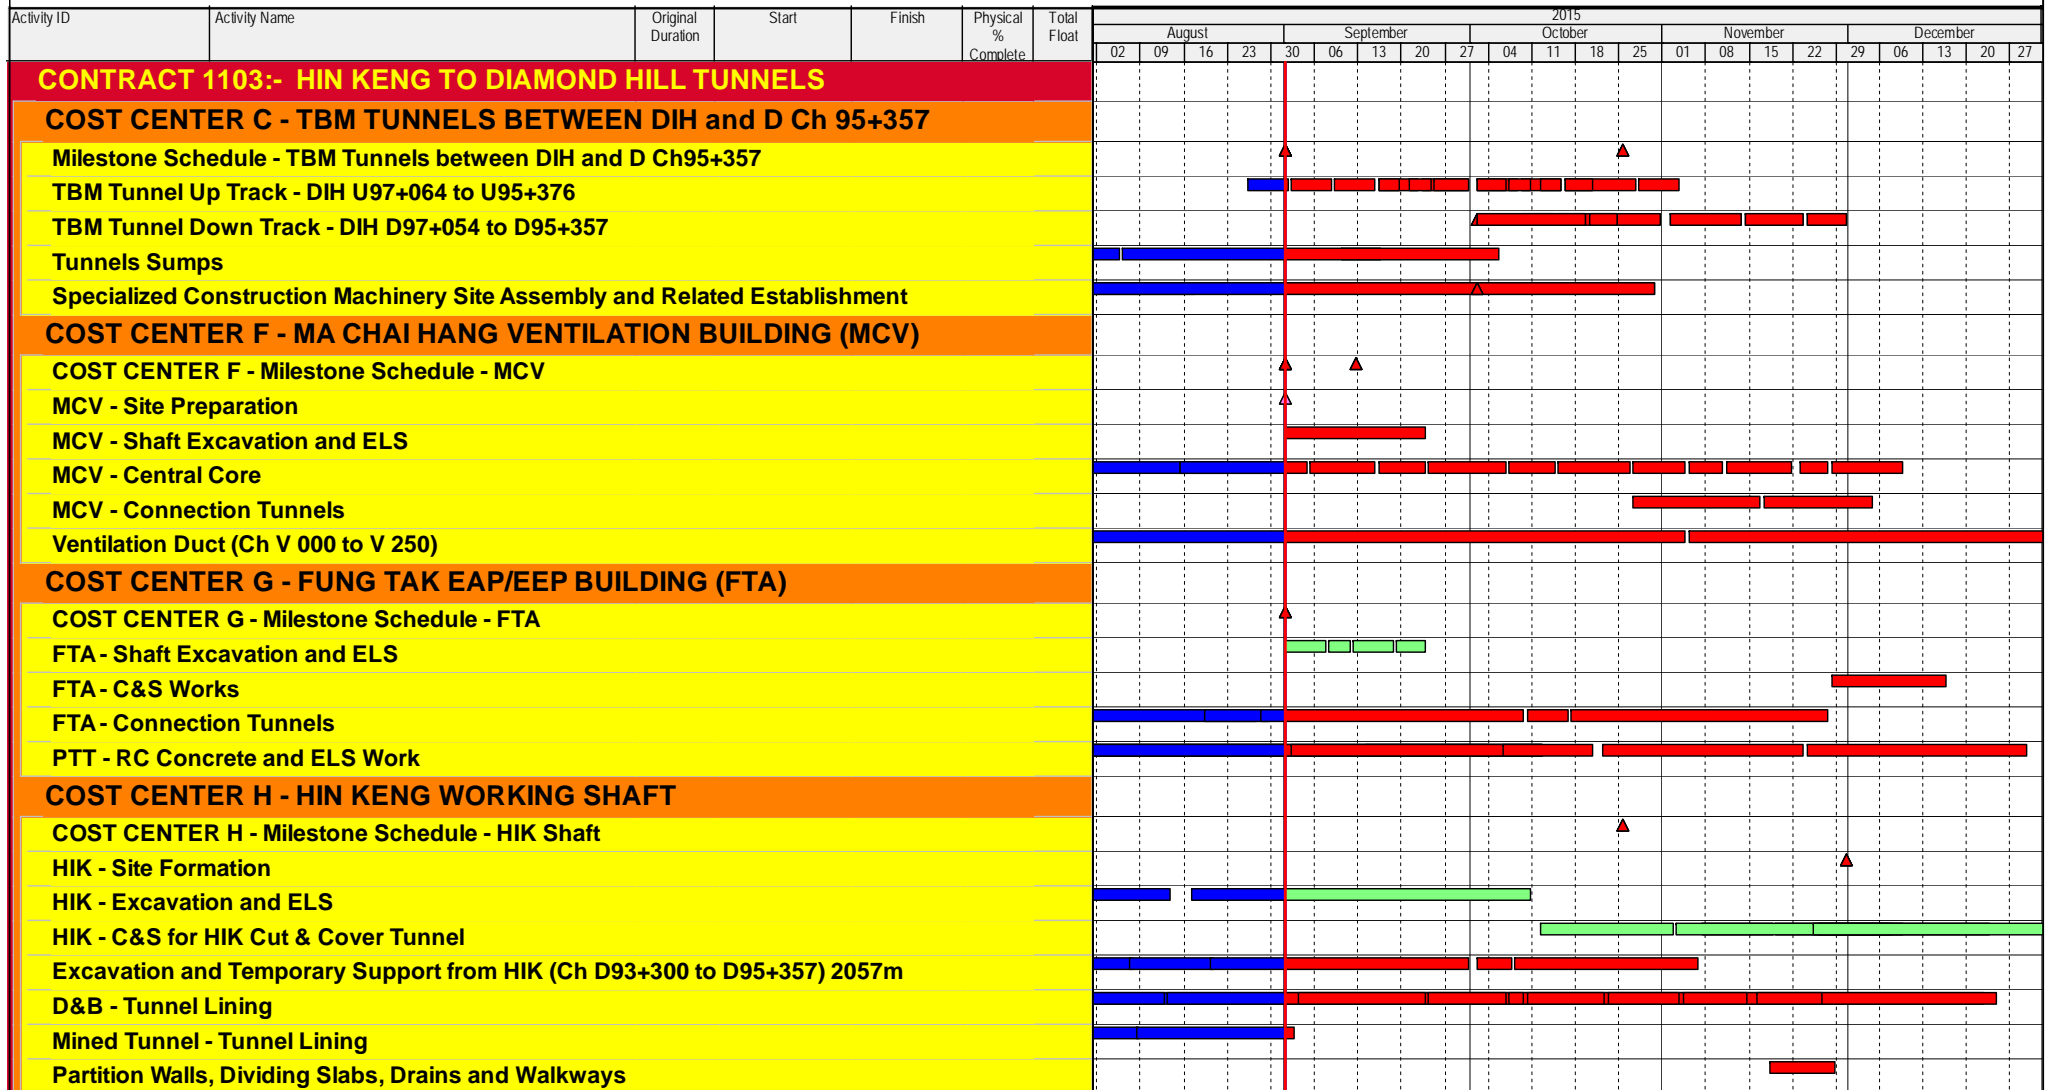 Activity ID Activity Name Original Duration Start Finish Physical % Complete Total Float 2015
August September October November December
02 09 16 23 30 06 13 20 27 04 11 18 25 01 08 15 22 29 06 13 20 27
CONTRACT 1103:- HIN KENG TO DIAMOND HILL TUNNELS
COST CENTER C - TBM TUNNELS BETWEEN DIH and D Ch 95+357
Milestone Schedule - TBM Tunnels between DIH and D Ch95+357
TBM Tunnel Up Track - DIH U97+064 to U95+376
TBM Tunnel Down Track - DIH D97+054 to D95+357
Tunnels Sumps
Specialized Construction Machinery Site Assembly and Related Establishment
COST CENTER F - MA CHAI HANG VENTILATION BUILDING (MCV)
COST CENTER F - Milestone Schedule - MCV
MCV - Site Preparation
MCV - Shaft Excavation and ELS
MCV - Central Core
MCV - Connection Tunnels
Ventilation Duct (Ch V 000 to V 250)
COST CENTER G - FUNG TAK EAP/EEP BUILDING (FTA)
COST CENTER G - Milestone Schedule - FTA
FTA - Shaft Excavation and ELS
FTA - C&S Works
FTA - Connection Tunnels
PTT - RC Concrete and ELS Work
COST CENTER H - HIN KENG WORKING SHAFT
COST CENTER H - Milestone Schedule - HIK Shaft
HIK - Site Formation
HIK - Excavation and ELS
HIK - C&S for HIK Cut & Cover Tunnel
Excavation and Temporary Support from HIK (Ch D93+300 to D95+357) 2057m
D&B - Tunnel Lining
Mined Tunnel - Tunnel Lining
Partition Walls, Dividing Slabs, Drains and Walkways